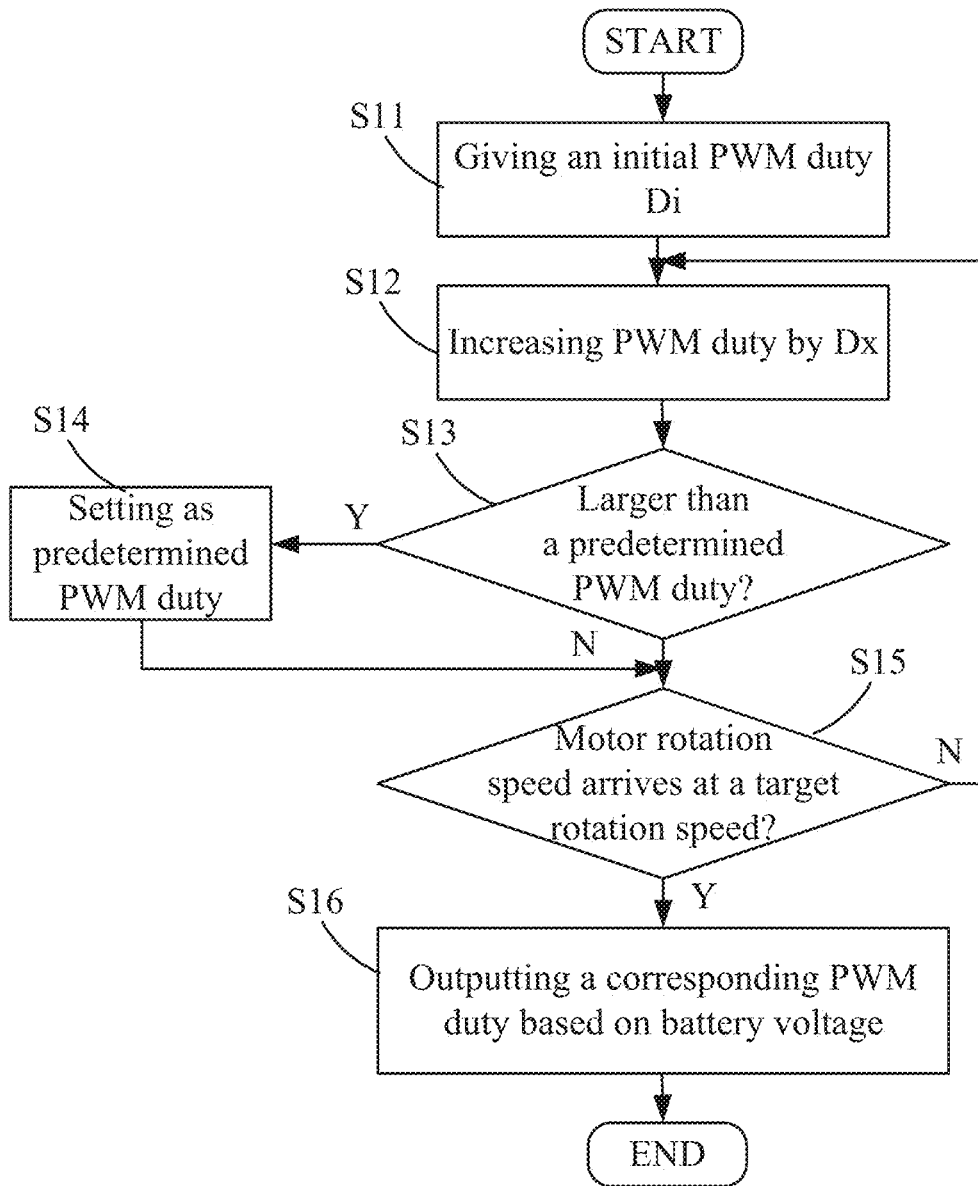 START
S11
Giving an initial PWM duty
Di
S12
Increasing PWM duty by Dx
S14
S13
Setting as
predetermined
PWM duty
Y
Larger than
a predetermined
PWM duty?
N
S15
Motor rotation
speed arrives at a target
rotation speed?
N
Y
S16
Outputting a corresponding PWM
duty based on battery voltage
END